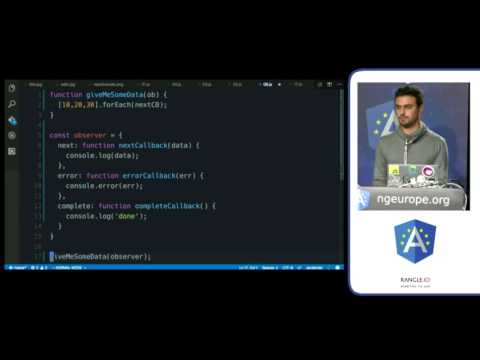 function giveMeSomeData(ob) {
[10,20,30].forEach(nextCB);
}
const observer = {
next: function nextCallback(data) {
console.log(data);
},
error: function errorCallback(err) {
console.error(err);
},
complete: function completeCallback() {
console.log('done');
}
}
giveMeSomeData(observer);
ngeurope.org
RANGLE.IO